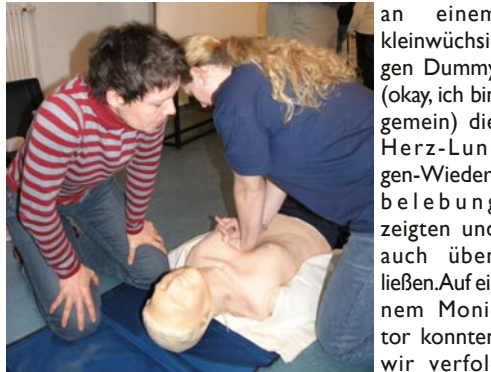 an einem
kleinwüchsi
gen Dummy
(okay, ich bin
gemein) die
Herz-Lun
gen-Wieder
belebung
zeigten und
auch über
ließen. Auf ei
nem Moni
tor konnten
wir verfol